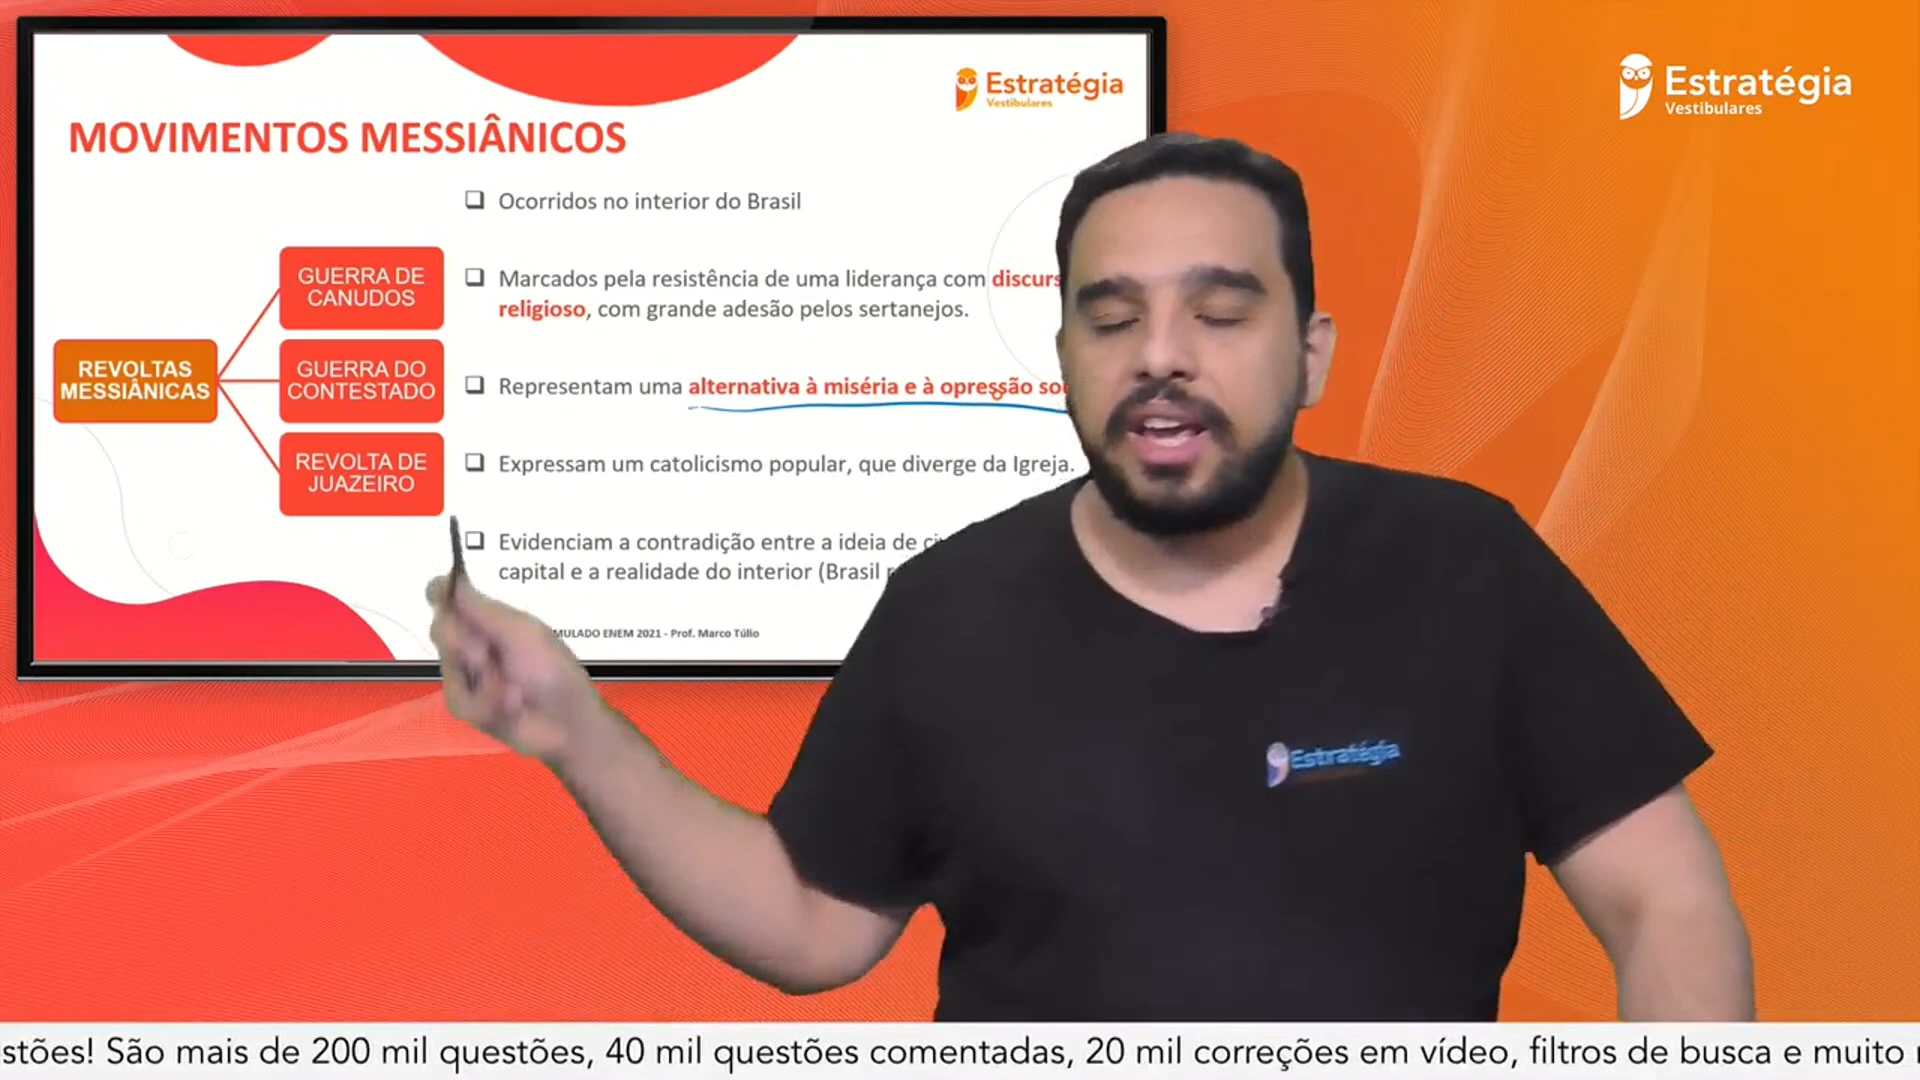 Estratégia
Vestibulares
MOVIMENTOS MESSIÂNICOS
REVOLTAS
MESSIÂNICAS
GUERRA DE
CANUDOS
GUERRA DO
CONTESTADO
REVOLTA DE
JUAZEIRO
Ocorridos no interior do Brasil
Marcados pela resistência de uma liderança com
religioso, com grande adesão pelos sertanejos.
Representam uma alternativa à miséria e à opressão
Expressam um catolicismo popular, que diverge da Igreja.
Evidenciam a contradição entre a ideia de
capital e a realidade do interior (Brasil
ENEM 2021 - Prof. Marco Túlio
Estratégia
Vestibulares
Estratégia
São mais de 200 mil questões, 40 mil questões comentadas, 20 mil correções em vídeo, filtros de busca e muito